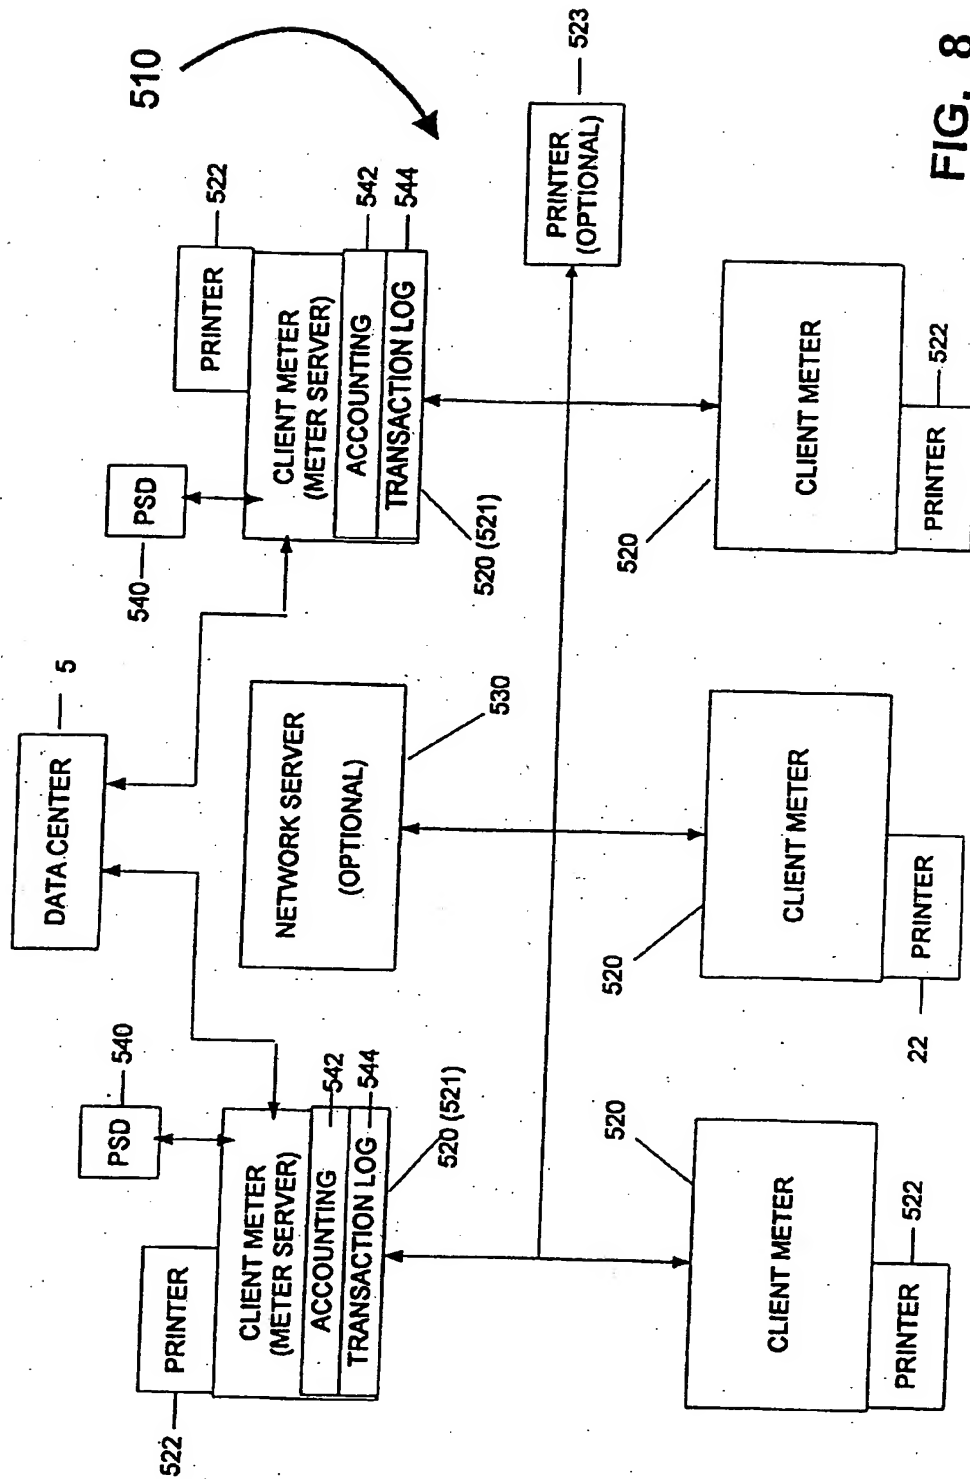 DATA CENTER
5
510
540
PSD
PSD
540
522
PRINTER
PRINTER
522
CLIENT METER
(METER SERVER)
ACCOUNTING
542
TRANSACTION LOG
544
520 (521)
NETWORK SERVER
(OPTIONAL)
530
CLIENT METER
(METER SERVER)
ACCOUNTING
542
TRANSACTION LOG
544
520 (521)
PRINTER
(OPTIONAL)
523
520
CLIENT METER
PRINTER
522
520
CLIENT METER
22
PRINTER
520
CLIENT METER
PRINTER
522
FIG. 8